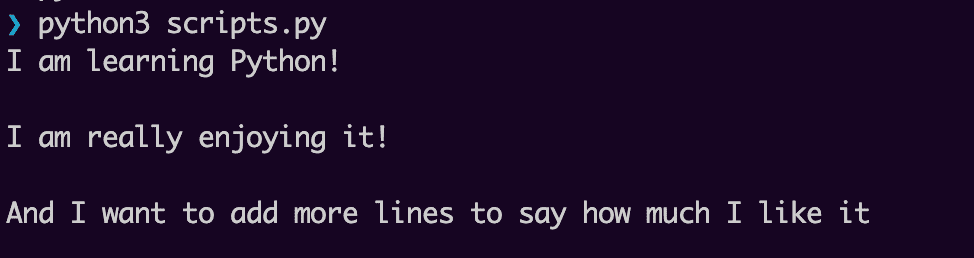 ❯ python3 scripts.py
I am learning Python!
I am really enjoying it!
And I want to add more lines to say how much I like it